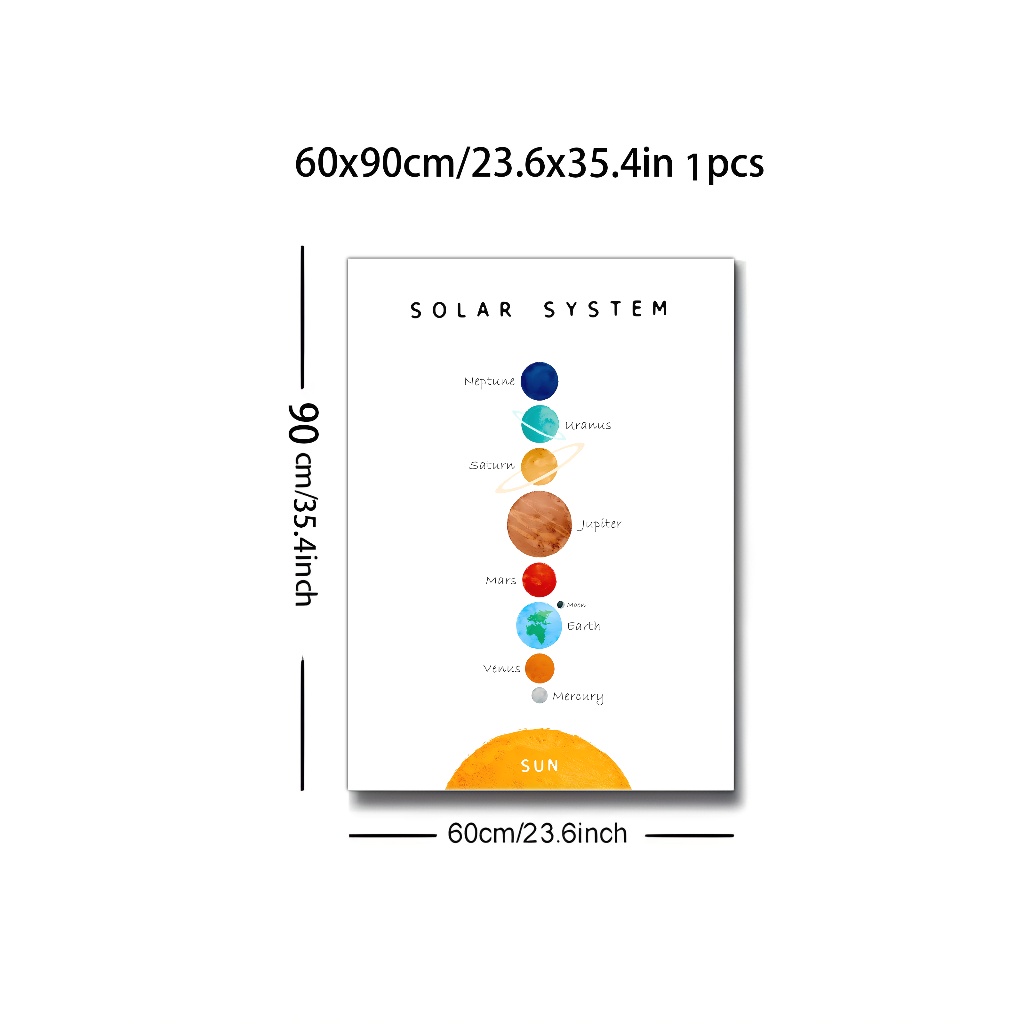 60x90cm/23.6x35.4in 1pcs
90 cm/35.4inch
SOLAR SYSTEM
Neptune
Uranus
Saturn
Jupiter
Mars
Moon
Earth
Venus
Mercury
SUN
60cm/23.6inch